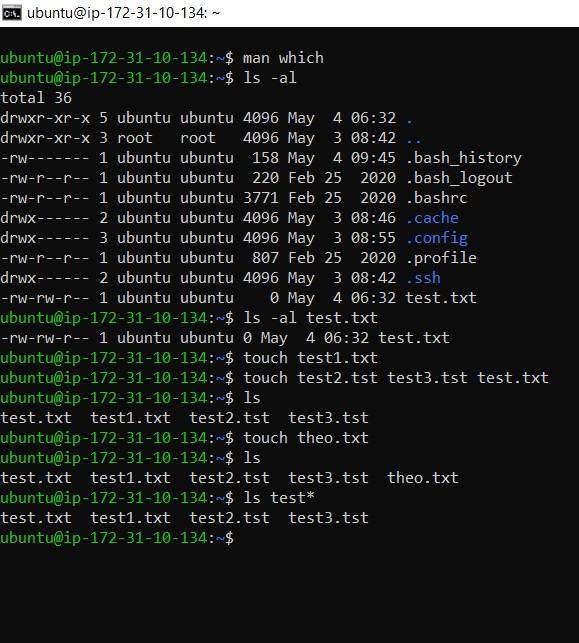 ubuntu@ip-172-31-10-134: ~
ubuntu@ip-172-31-10-134:~$ man which
ubuntu@ip-172-31-10-134:~$ ls -al
total 36
drwxr-xr-x 5 ubuntu ubuntu 4096 May  4 06:32 .
drwxr-xr-x 3 root   root   4096 May  3 08:42 ..
-rw------- 1 ubuntu ubuntu  158 May  4 09:45 .bash_history
-rw-r--r-- 1 ubuntu ubuntu  220 Feb 25  2020 .bash_logout
-rw-r--r-- 1 ubuntu ubuntu 3771 Feb 25  2020 .bashrc
drwx------ 2 ubuntu ubuntu 4096 May  3 08:46 .cache
drwx------ 3 ubuntu ubuntu 4096 May  3 08:55 .config
-rw-r--r-- 1 ubuntu ubuntu  807 Feb 25  2020 .profile
drwx------ 2 ubuntu ubuntu 4096 May  3 08:42 .ssh
-rw-rw-r-- 1 ubuntu ubuntu    0 May  4 06:32 test.txt
ubuntu@ip-172-31-10-134:~$ ls -al test.txt
-rw-rw-r-- 1 ubuntu ubuntu 0 May  4 06:32 test.txt
ubuntu@ip-172-31-10-134:~$ touch test1.txt
ubuntu@ip-172-31-10-134:~$ touch test2.tst test3.tst test.txt
ubuntu@ip-172-31-10-134:~$ ls
test.txt  test1.txt  test2.tst  test3.tst
ubuntu@ip-172-31-10-134:~$ touch theo.txt
ubuntu@ip-172-31-10-134:~$ ls
test.txt  test1.txt  test2.tst  test3.tst  theo.txt
ubuntu@ip-172-31-10-134:~$ ls test*
test.txt  test1.txt  test2.tst  test3.tst
ubuntu@ip-172-31-10-134:~$